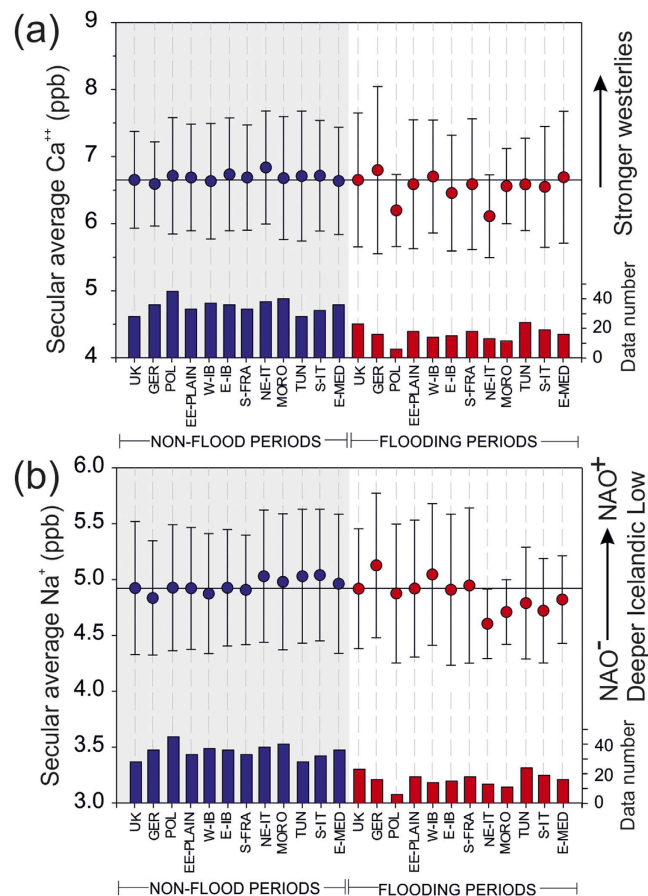 (a)
9
8
7
6
5
4
Secular average Ca⁺⁺ (ppb)
Stronger westerlies
40
20
0
Data number
UK
GER
POL
EE-PLAIN
W-IB
E-IB
S-FRA
NE-IT
MORO
TUN
S-IT
E-MED
UK
GER
POL
EE-PLAIN
W-IB
E-IB
S-FRA
NE-IT
MORO
TUN
S-IT
E-MED
NON-FLOOD PERIODS
FLOODING PERIODS
(b)
6.0
5.5
5.0
4.5
4.0
3.5
3.0
Secular average Na⁺ (ppb)
NAO⁻ NAO⁺
Deeper Icelandic Low
40
20
0
Data number
UK
GER
POL
EE-PLAIN
W-IB
E-IB
S-FRA
NE-IT
MORO
TUN
S-IT
E-MED
UK
GER
POL
EE-PLAIN
W-IB
E-IB
S-FRA
NE-IT
MORO
TUN
S-IT
E-MED
NON-FLOOD PERIODS
FLOODING PERIODS